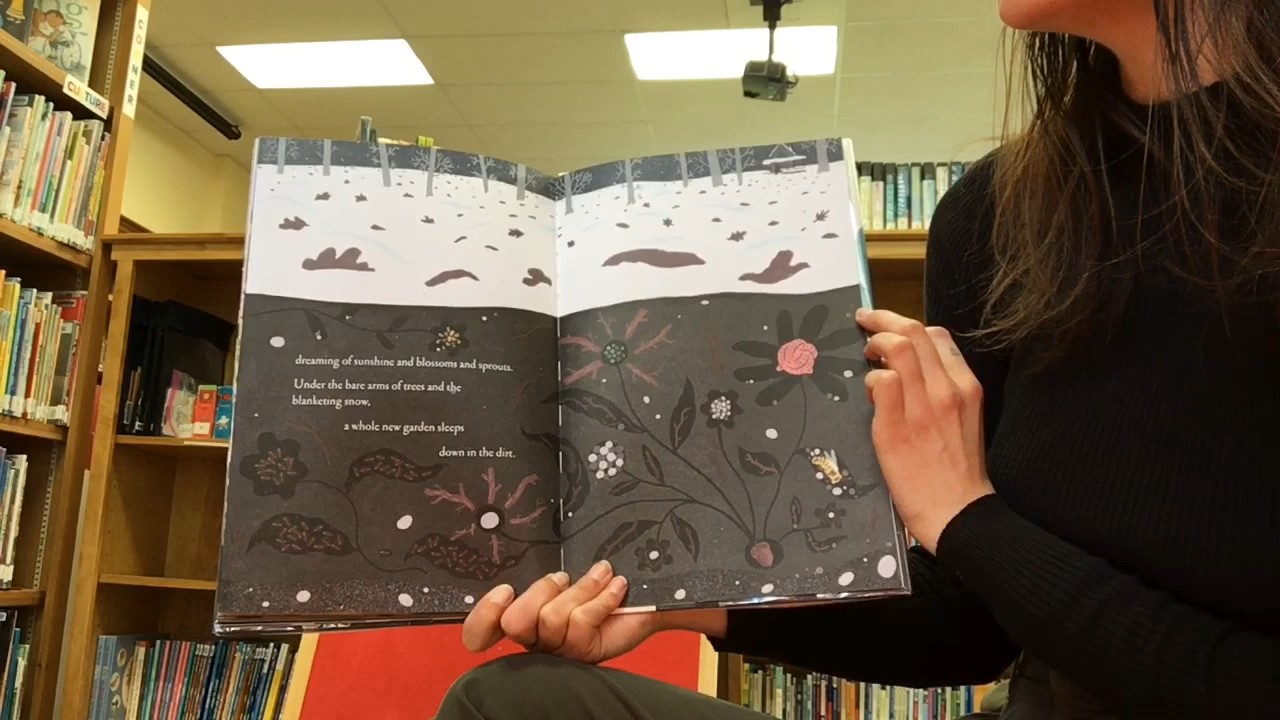 CORNER
CULTURE
dreaming of sunshine and blossoms and sprouts.
Under the bare arms of trees and the
blanketing snow,
a whole new garden sleeps
down in the dirt.